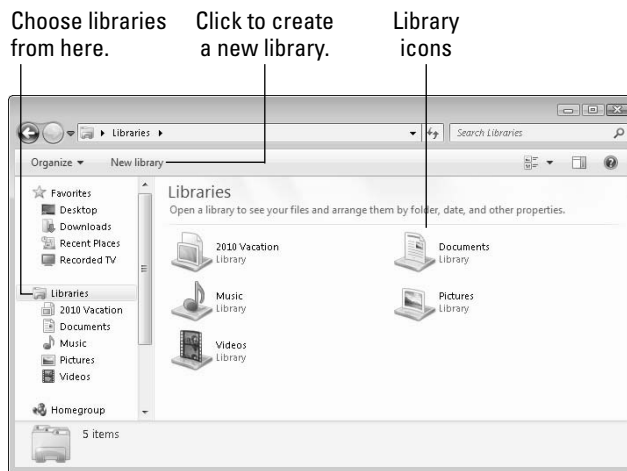 Choose libraries
from here.
Click to create
a new library.
Library
icons
Libraries
Search Libraries
Organize
New library
Favorites
Desktop
Downloads
Recent Places
Recorded TV
Libraries
2010 Vacation
Documents
Music
Pictures
Videos
Homegroup
Libraries
Open a library to see your files and arrange them by folder, date, and other properties.
2010 Vacation
Library
Documents
Library
Music
Library
Pictures
Library
Videos
Library
5 items